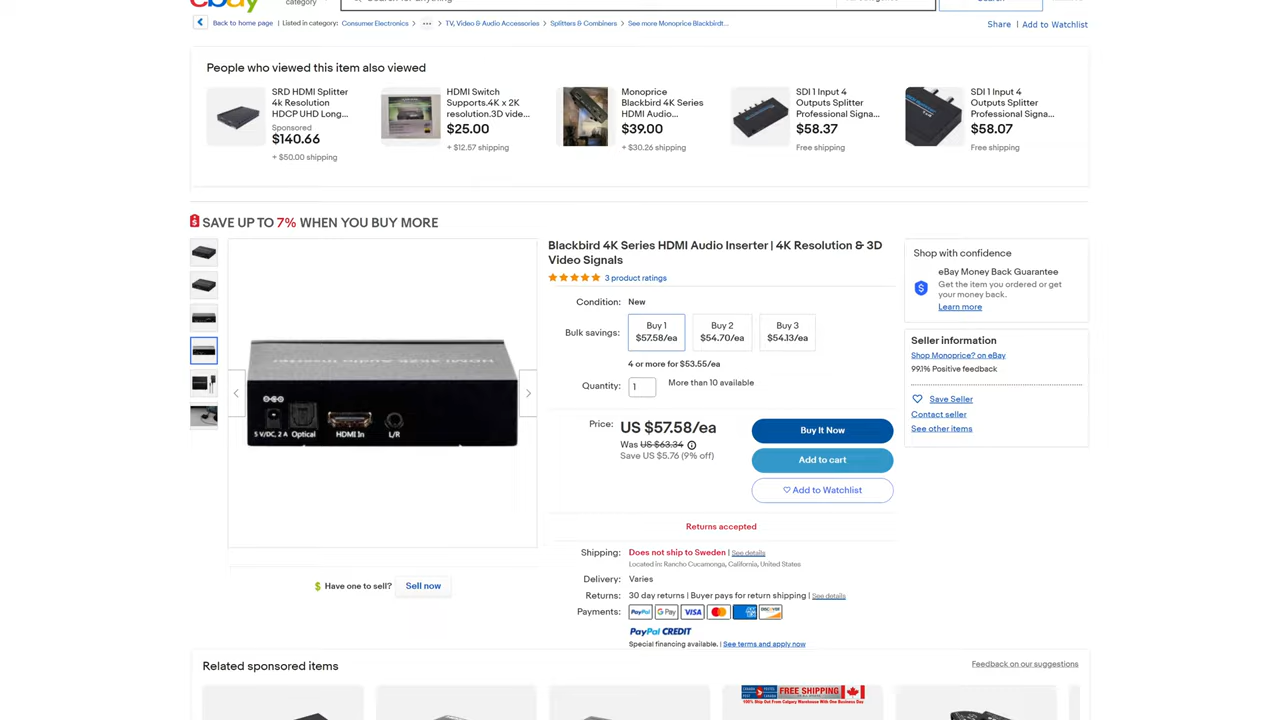 ebay
category
Back to home page | Listed in category: Consumer Electronics > ... > TV, Video & Audio Accessories > Splitters & Combiners > See more Monoprice Blackbirdt...
Share | Add to Watchlist
People who viewed this item also viewed
SRD HDMI Splitter
4k Resolution
HDCP UHD Long...
Sponsored
$140.66
+ $50.00 shipping
HDMI Switch
Supports.4K x 2K
resolution.3D vide...
$25.00
+ $12.57 shipping
Monoprice
Blackbird 4K Series
HDMI Audio...
$39.00
+ $30.26 shipping
SDI 1 Input 4
Outputs Splitter
Professional Signa...
$58.37
Free shipping
SDI 1 Input 4
Outputs Splitter
Professional Signa...
$58.07
Free shipping
SAVE UP TO 7% WHEN YOU BUY MORE
HDMI 4K2K Audio Inserter
5 V/DC, 2 A Optical HDMI In L/R
$ Have one to sell? Sell now
Blackbird 4K Series HDMI Audio Inserter | 4K Resolution & 3D
Video Signals
3 product ratings
Condition: New
Bulk savings:
Buy 1
$57.58/ea
Buy 2
$54.70/ea
Buy 3
$54.13/ea
4 or more for $53.55/ea
Quantity: 1 More than 10 available
Price: US $57.58/ea
Was US $63.34
Save US $5.76 (9% off)
Buy It Now
Add to cart
Add to Watchlist
Returns accepted
Shipping: Does not ship to Sweden | See details
Located in: Rancho Cucamonga, California, United States
Delivery: Varies
Returns: 30 day returns | Buyer pays for return shipping | See details
Payments: PayPal G Pay VISA DISCOVER
PayPal CREDIT
Special financing available. | See terms and apply now
Shop with confidence
eBay Money Back Guarantee
Get the item you ordered or get
your money back.
Learn more
Seller information
Shop Monoprice? on eBay
99.1% Positive feedback
Save Seller
Contact seller
See other items
Related sponsored items
Feedback on our suggestions
FREE SHIPPING
100% Ship Out From Calgary Warehouse With One Business Day